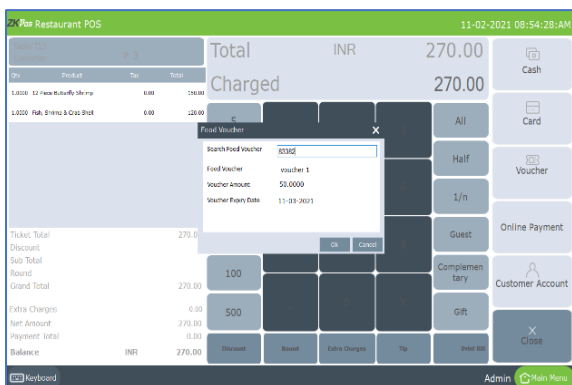 ZKPos Restaurant POS
11-02-2021 08:54:28:AM
Total INR 270.00
Charged 270.00
Qty Product Tax Total
1.0000 12 Piece Butterfly Shrimp 0.00 150.00
1.0000 Fish, Shrimp & Crab Shell 0.00 120.00
Food Voucher X
Search Food Voucher 83382
Food Voucher voucher 1
Voucher Amount 50.0000
Voucher Expiry Date 11-03-2021
Ok Cancel
5
100
500
All
Half
1/n
Guest
Complemen
tary
Gift
Cash
Card
Voucher
Online Payment
Customer Account
X
Close
Ticket Total 270.0
Discount
Sub Total
Round
Grand Total 270.00
Extra Charges 0.00
Net Amount 270.00
Payment Total 0.00
Balance INR 270.00
Discount Round Extra Charges Tip Print Bill
Keyboard
Admin Main Menu